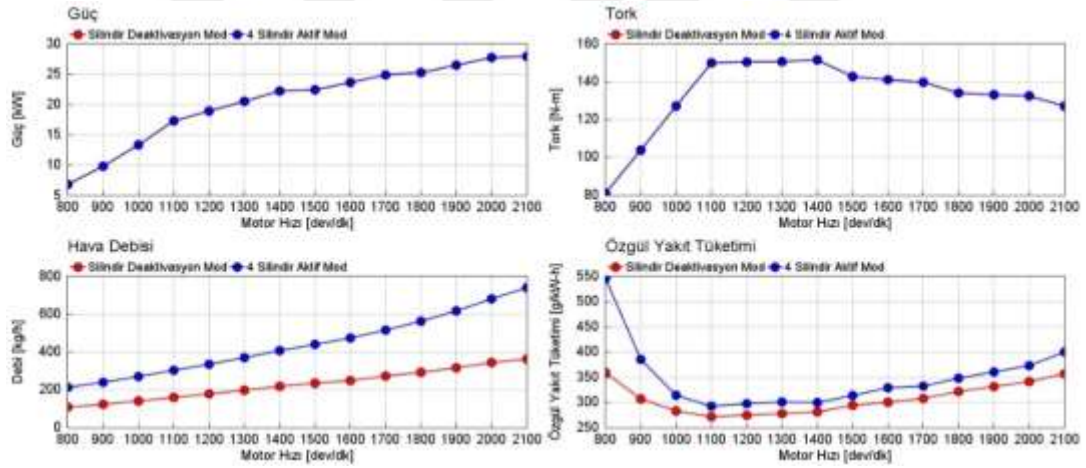 Güç
Silindir Deaktivasyon Mod 4 Silindir Aktif Mod
Güç [kW]
30
25
20
15
10
5
800 900 1000 1100 1200 1300 1400 1500 1600 1700 1800 1900 2000 2100
Motor Hızı [dev/dk]
Tork
Silindir Deaktivasyon Mod 4 Silindir Aktif Mod
Tork [N-m]
160
140
120
100
80
800 900 1000 1100 1200 1300 1400 1500 1600 1700 1800 1900 2000 2100
Motor Hızı [dev/dk]
Hava Debisi
Silindir Deaktivasyon Mod 4 Silindir Aktif Mod
Debi [kg/h]
800
600
400
200
0
800 900 1000 1100 1200 1300 1400 1500 1600 1700 1800 1900 2000 2100
Motor Hızı [dev/dk]
Özgül Yakıt Tüketimi
Silindir Deaktivasyon Mod 4 Silindir Aktif Mod
Özgül Yakıt Tüketimi [g/kW-h]
550
500
450
400
350
300
250
800 900 1000 1100 1200 1300 1400 1500 1600 1700 1800 1900 2000 2100
Motor Hızı [dev/dk]